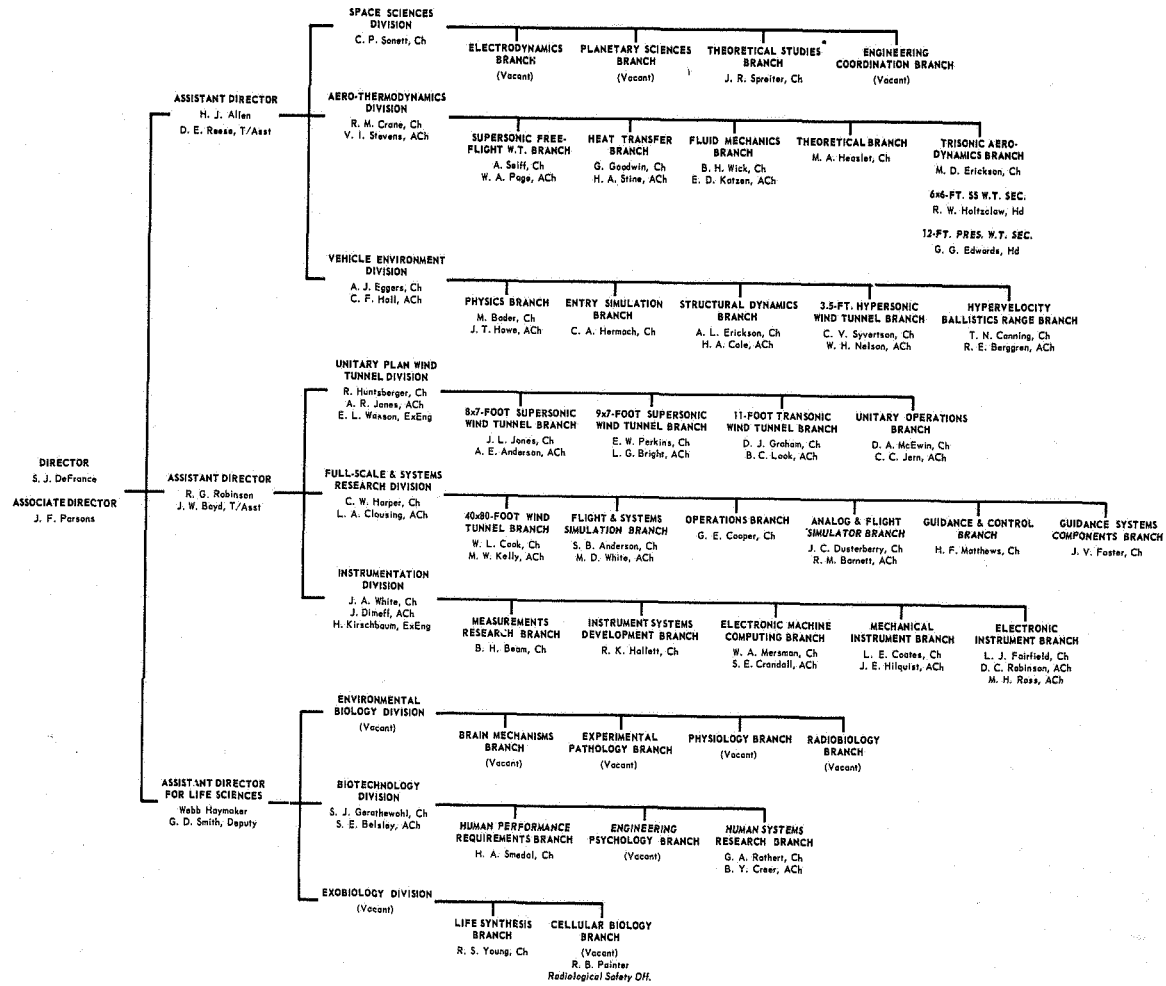 SPACE SCIENCES
DIVISION
C. P. Sonett, Ch
ELECTRODYNAMICS
BRANCH
(Vacant)
PLANETARY SCIENCES
BRANCH
(Vacant)
THEORETICAL STUDIES
BRANCH
J. R. Spreiter, Ch
ENGINEERING
COORDINATION BRANCH
(Vacant)
ASSISTANT DIRECTOR
H. J. Allen
D. E. Reese, T/Asst
AERO-THERMODYNAMICS
DIVISION
R. M. Crane, Ch
V. I. Stevens, ACh
SUPERSONIC FREE-
FLIGHT W.T. BRANCH
A. Seiff, Ch
W. A. Page, ACh
HEAT TRANSFER
BRANCH
G. Goodwin, Ch
H. A. Stine, ACh
FLUID MECHANICS
BRANCH
B. H. Wick, Ch
E. D. Katzen, ACh
THEORETICAL BRANCH
M. A. Heaslet, Ch
TRISONIC AERO-
DYNAMICS BRANCH
M. D. Erickson, Ch
6x6-FT. SS W.T. SEC.
R. W. Holtzclaw, Hd
12-FT. PRES. W.T. SEC.
G. G. Edwards, Hd
VEHICLE ENVIRONMENT
DIVISION
A. J. Eggers, Ch
C. F. Hall, ACh
PHYSICS BRANCH
M. Bader, Ch
J. T. Howe, ACh
ENTRY SIMULATION
BRANCH
C. A. Hermach, Ch
STRUCTURAL DYNAMICS
BRANCH
A. L. Erickson, Ch
H. A. Cole, ACh
3.5-FT. HYPERSONIC
WIND TUNNEL BRANCH
C. V. Syvertson, Ch
W. H. Nelson, ACh
HYPERVELOCITY
BALLISTICS RANGE BRANCH
T. N. Canning, Ch
R. E. Berggren, ACh
UNITARY PLAN WIND
TUNNEL DIVISION
R. Huntsberger, Ch
A. R. Jones, ACh
E. L. Watson, ExEng
8x7-FOOT SUPERSONIC
WIND TUNNEL BRANCH
J. L. Jones, Ch
A. E. Anderson, ACh
9x7-FOOT SUPERSONIC
WIND TUNNEL BRANCH
E. W. Perkins, Ch
L. G. Bright, ACh
11-FOOT TRANSONIC
WIND TUNNEL BRANCH
D. J. Graham, Ch
B. C. Look, ACh
UNITARY OPERATIONS
BRANCH
D. A. McEwin, Ch
C. C. Jern, ACh
DIRECTOR
S. J. DeFrance
ASSOCIATE DIRECTOR
J. F. Parsons
ASSISTANT DIRECTOR
R. G. Robinson
J. W. Boyd, T/Asst
FULL-SCALE & SYSTEMS
RESEARCH DIVISION
C. W. Harper, Ch
L. A. Clousing, ACh
40x80-FOOT WIND
TUNNEL BRANCH
W. L. Cook, Ch
M. W. Kelly, ACh
FLIGHT & SYSTEMS
SIMULATION BRANCH
S. B. Anderson, Ch
M. D. White, ACh
OPERATIONS BRANCH
G. E. Cooper, Ch
ANALOG & FLIGHT
SIMULATOR BRANCH
J. C. Dusterberry, Ch
R. M. Barnett, ACh
GUIDANCE & CONTROL
BRANCH
H. F. Matthews, Ch
GUIDANCE SYSTEMS
COMPONENTS BRANCH
J. V. Foster, Ch
INSTRUMENTATION
DIVISION
J. A. White, Ch
J. Dimeff, ACh
H. Kirschbaum, ExEng
MEASUREMENTS
RESEARCH BRANCH
B. H. Beam, Ch
INSTRUMENT SYSTEMS
DEVELOPMENT BRANCH
R. K. Hallett, Ch
ELECTRONIC MACHINE
COMPUTING BRANCH
W. A. Mersman, Ch
S. E. Crandall, ACh
MECHANICAL
INSTRUMENT BRANCH
L. E. Coates, Ch
J. E. Hilquist, ACh
ELECTRONIC
INSTRUMENT BRANCH
L. J. Fairfield, Ch
D. C. Robinson, ACh
M. H. Ross, ACh
ENVIRONMENTAL
BIOLOGY DIVISION
(Vacant)
BRAIN MECHANISMS
BRANCH
(Vacant)
EXPERIMENTAL
PATHOLOGY BRANCH
(Vacant)
PHYSIOLOGY BRANCH
(Vacant)
RADIOBIOLOGY
BRANCH
(Vacant)
ASSISTANT DIRECTOR
FOR LIFE SCIENCES
Webb Haymaker
G. D. Smith, Deputy
BIOTECHNOLOGY
DIVISION
S. J. Gerathewohl, Ch
S. E. Belsley, ACh
HUMAN PERFORMANCE
REQUIREMENTS BRANCH
H. A. Smedal, Ch
ENGINEERING
PSYCHOLOGY BRANCH
(Vacant)
HUMAN SYSTEMS
RESEARCH BRANCH
G. A. Rathert, Ch
B. Y. Creer, ACh
EXOBIOLOGY DIVISION
(Vacant)
LIFE SYNTHESIS
BRANCH
R. S. Young, Ch
CELLULAR BIOLOGY
BRANCH
(Vacant)
R. B. Painter
Radiological Safety Off.